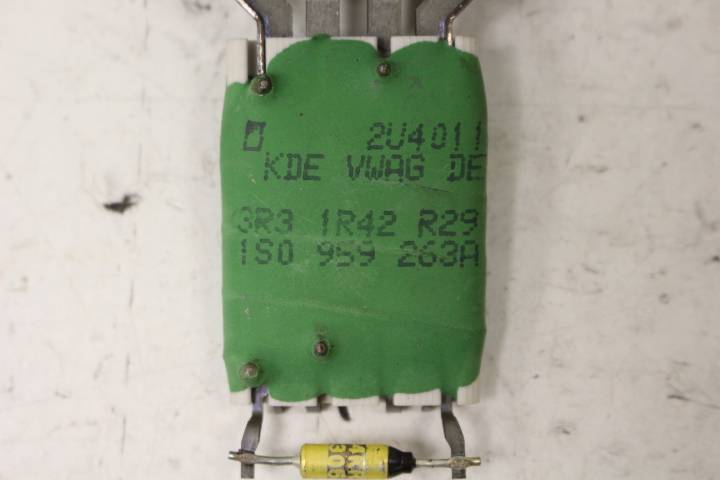 2U4011
KDE VWAG DE
3R3 1R42 R29
1S0 959 263A